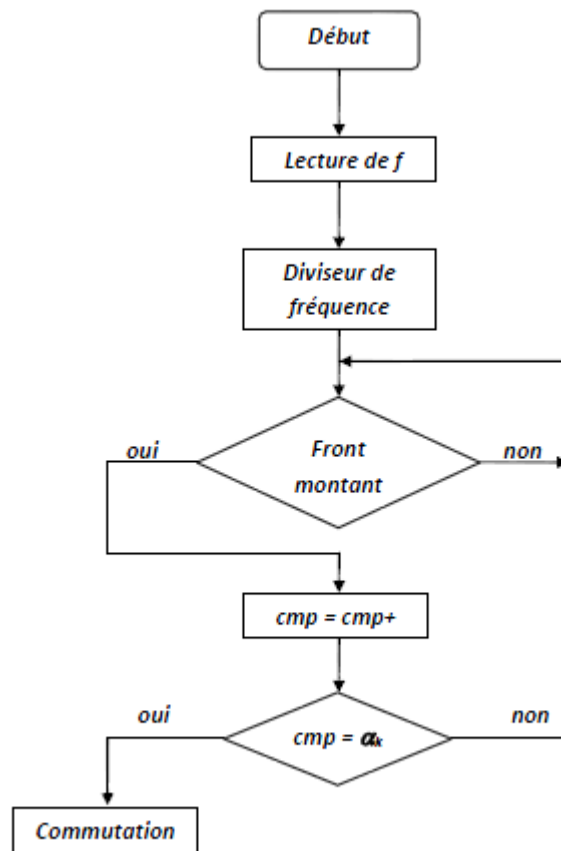 Début
Lecture de f
Diviseur de
fréquence
oui
Front
non
montant
cmp = cmp+
oui
non
cmp = αₖ
Commutation